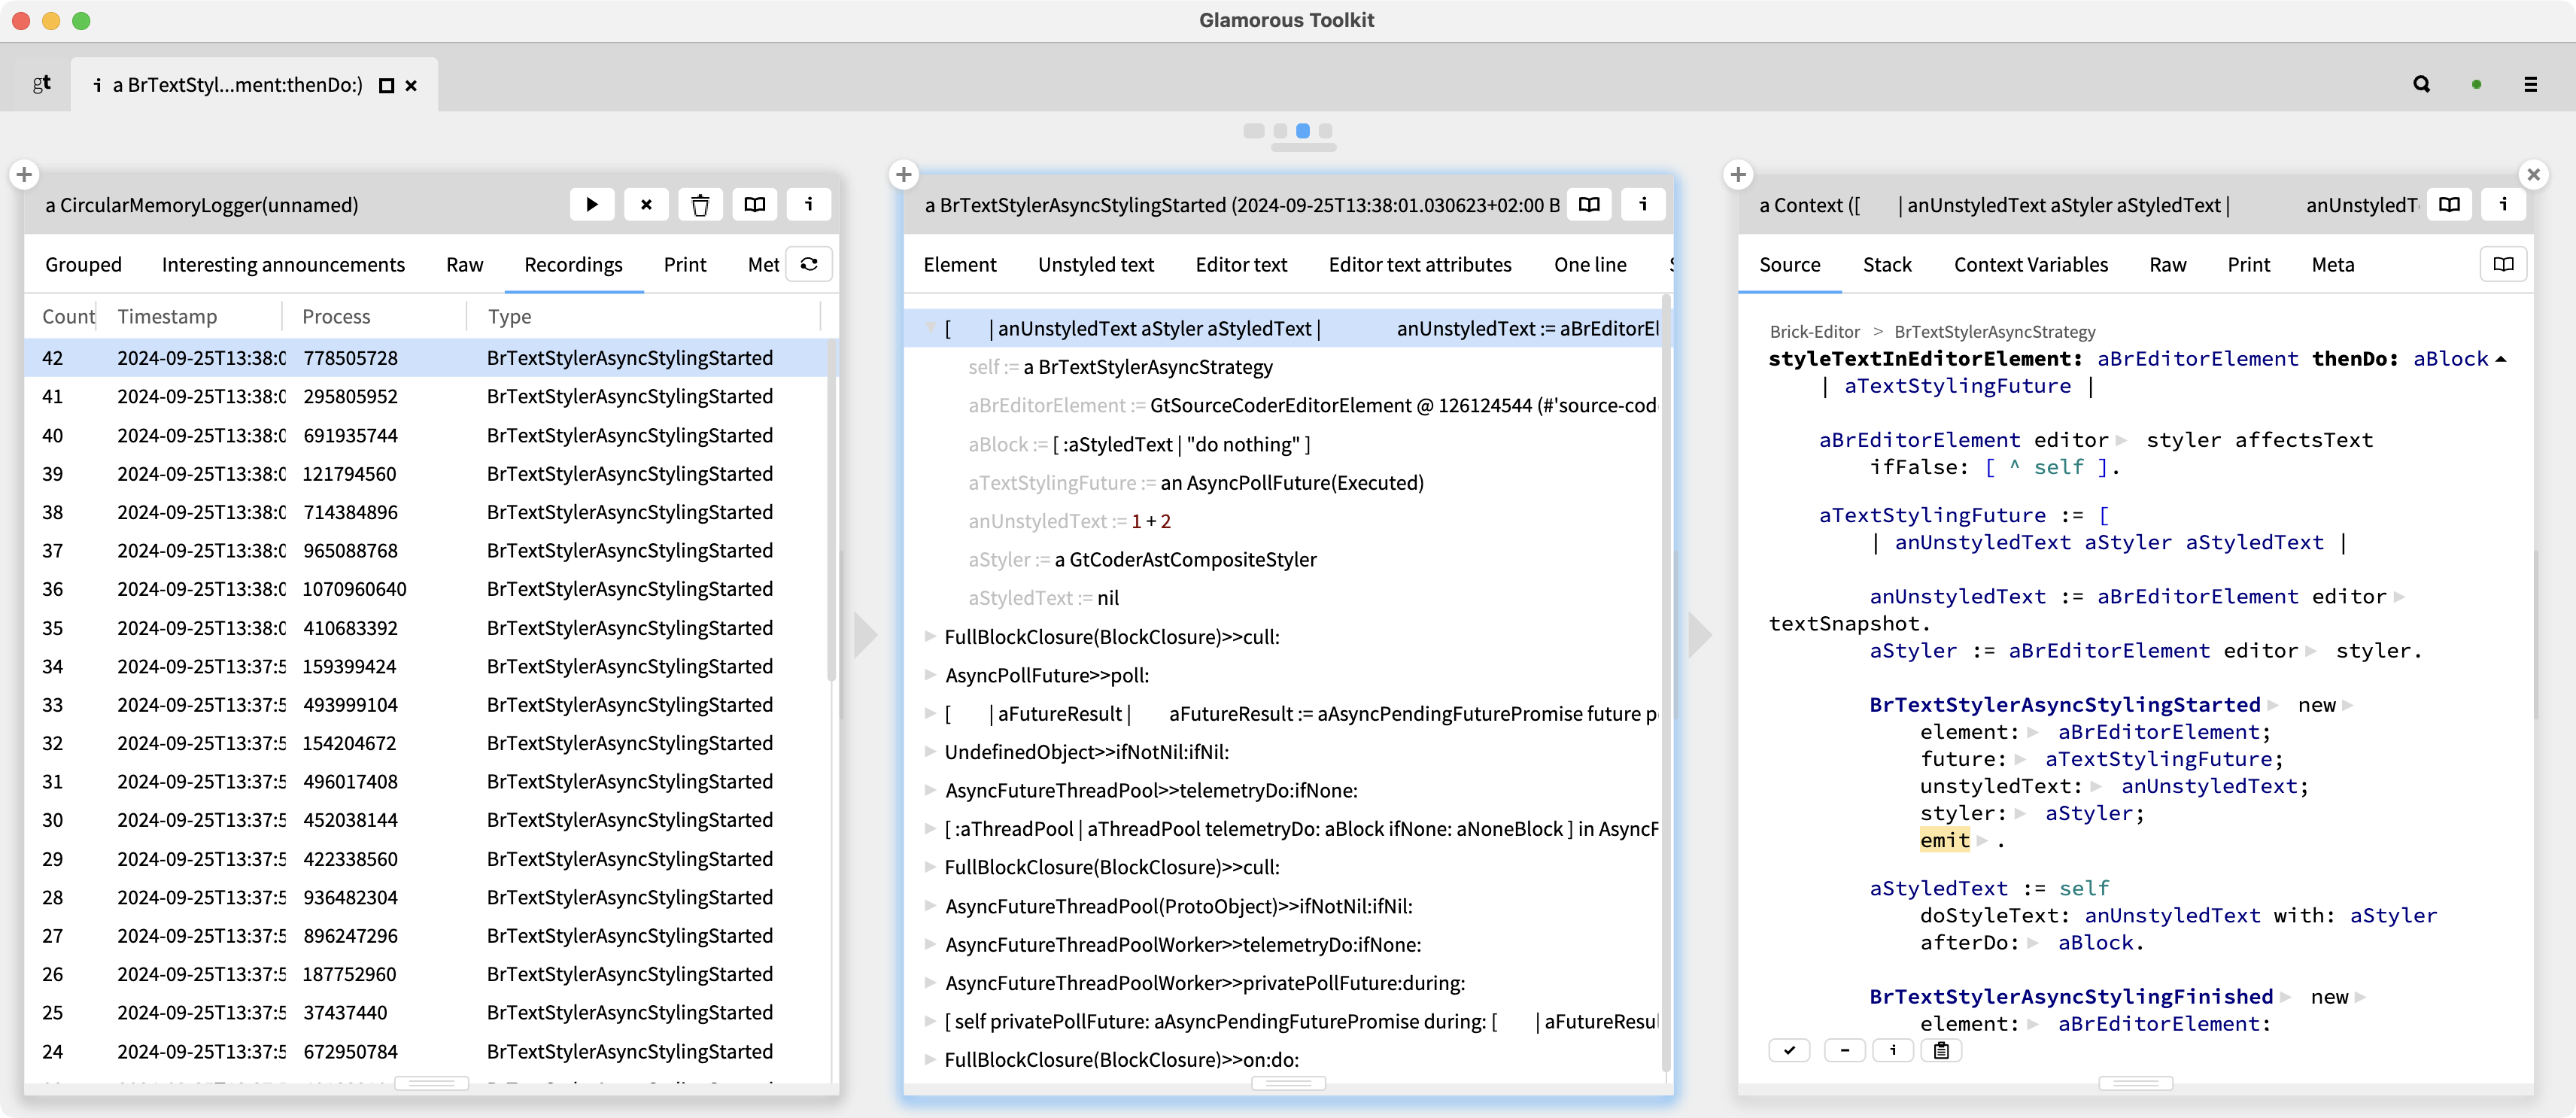 Glamorous Toolkit
gt
i a BrTextStyl...ment:thenDo:)
a CircularMemoryLogger(unnamed)
Grouped Interesting announcements Raw Recordings Print Met
Count Timestamp Process Type
42 2024-09-25T13:38:0 778505728 BrTextStylerAsyncStylingStarted
41 2024-09-25T13:38:0 295805952 BrTextStylerAsyncStylingStarted
40 2024-09-25T13:38:0 691935744 BrTextStylerAsyncStylingStarted
39 2024-09-25T13:38:0 121794560 BrTextStylerAsyncStylingStarted
38 2024-09-25T13:38:0 714384896 BrTextStylerAsyncStylingStarted
37 2024-09-25T13:38:0 965088768 BrTextStylerAsyncStylingStarted
36 2024-09-25T13:38:0 1070960640 BrTextStylerAsyncStylingStarted
35 2024-09-25T13:38:0 410683392 BrTextStylerAsyncStylingStarted
34 2024-09-25T13:37:5 159399424 BrTextStylerAsyncStylingStarted
33 2024-09-25T13:37:5 493999104 BrTextStylerAsyncStylingStarted
32 2024-09-25T13:37:5 154204672 BrTextStylerAsyncStylingStarted
31 2024-09-25T13:37:5 496017408 BrTextStylerAsyncStylingStarted
30 2024-09-25T13:37:5 452038144 BrTextStylerAsyncStylingStarted
29 2024-09-25T13:37:5 422338560 BrTextStylerAsyncStylingStarted
28 2024-09-25T13:37:5 936482304 BrTextStylerAsyncStylingStarted
27 2024-09-25T13:37:5 896247296 BrTextStylerAsyncStylingStarted
26 2024-09-25T13:37:5 187752960 BrTextStylerAsyncStylingStarted
25 2024-09-25T13:37:5 37437440 BrTextStylerAsyncStylingStarted
24 2024-09-25T13:37:5 672950784 BrTextStylerAsyncStylingStarted
a BrTextStylerAsyncStylingStarted (2024-09-25T13:38:01.030623+02:00 B
Element Unstyled text Editor text Editor text attributes One line
[ | anUnstyledText aStyler aStyledText | anUnstyledText := aBrEditorEl
self := a BrTextStylerAsyncStrategy
aBrEditorElement := GtSourceCoderEditorElement @ 126124544 (#'source-cod
aBlock := [ :aStyledText | "do nothing" ]
aTextStylingFuture := an AsyncPollFuture(Executed)
anUnstyledText := 1 + 2
aStyler := a GtCoderAstCompositeStyler
aStyledText := nil
FullBlockClosure(BlockClosure)>>cull:
AsyncPollFuture>>poll:
[ | aFutureResult | aFutureResult := aAsyncPendingFuturePromise future p
UndefinedObject>>ifNotNil:ifNil:
AsyncFutureThreadPool>>telemetryDo:ifNone:
[ :aThreadPool | aThreadPool telemetryDo: aBlock ifNone: aNoneBlock ] in AsyncF
FullBlockClosure(BlockClosure)>>cull:
AsyncFutureThreadPool(ProtoObject)>>ifNotNil:ifNil:
AsyncFutureThreadPoolWorker>>telemetryDo:ifNone:
AsyncFutureThreadPoolWorker>>privatePollFuture:during:
[ self privatePollFuture: aAsyncPendingFuturePromise during: [ | aFutureResul
FullBlockClosure(BlockClosure)>>on:do:
a Context ([ | anUnstyledText aStyler aStyledText | anUnstyledT
Source Stack Context Variables Raw Print Meta
Brick-Editor > BrTextStylerAsyncStrategy
styleTextInEditorElement: aBrEditorElement thenDo: aBlock
| aTextStylingFuture |
aBrEditorElement editor styler affectsText
ifFalse: [ ^ self ].
aTextStylingFuture := [
| anUnstyledText aStyler aStyledText |
anUnstyledText := aBrEditorElement editor
textSnapshot.
aStyler := aBrEditorElement editor styler.
BrTextStylerAsyncStylingStarted new
element: aBrEditorElement;
future: aTextStylingFuture;
unstyledText: anUnstyledText;
styler: aStyler;
emit .
aStyledText := self
doStyleText: anUnstyledText with: aStyler
afterDo: aBlock.
BrTextStylerAsyncStylingFinished new
element: aBrEditorElement;